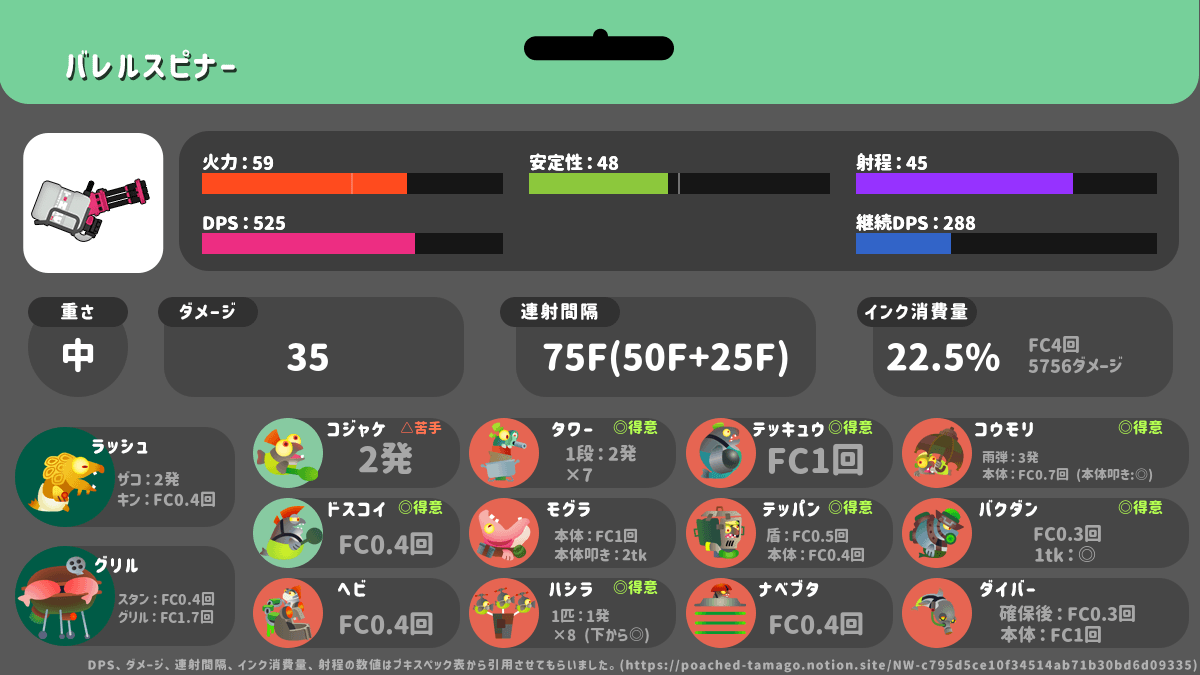 バレルスピナー
火力：59
安定性：48
射程：45
DPS：525
継続DPS：288
重さ
中
ダメージ
35
連射間隔
75F(50F+25F)
インク消費量
22.5%
FC4回
5756ダメージ
ラッシュ
ザコ：2発
キン：FC0.4回
グリル
スタン：FC0.4回
グリル：FC1.7回
コジャケ △苦手
2発
タワー ◎得意
1段：2発
×7
テッキュウ ◎得意
FC1回
コウモリ ◎得意
雨弾：3発
本体：FC0.7回 (本体叩き:◎)
ドスコイ ◎得意
FC0.4回
モグラ
本体：FC1回
本体叩き：2tk
テッパン ◎得意
盾：FC0.5回
本体：FC0.4回
バクダン ◎得意
FC0.3回
1tk：◎
ヘビ
FC0.4回
ハシラ ◎得意
1匹：1発
×8 (下から◎)
ナベブタ
FC0.4回
ダイバー
確保後：FC0.3回
本体：FC1回
DPS、ダメージ、連射間隔、インク消費量、射程の数値はブキスペック表から引用させてもらいました。(https://poached-tamago.notion.site/NW-c795d5ce10f34514ab71b30bd6d09335)